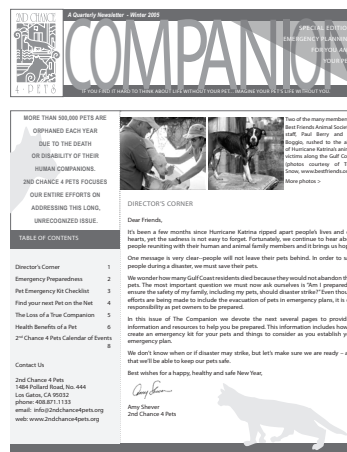 2ND CHANCE
4 • PETS
A Quarterly Newsletter - Winter 2005
COMPANION
SPECIAL EDITIO
EMERGENCY PLANNIN
FOR YOU AN
YOUR PE
IF YOU FIND IT HARD TO THINK ABOUT LIFE WITHOUT YOUR PET... IMAGINE YOUR PET'S LIFE WITHOUT YOU.
MORE THAN 500,000 PETS ARE
ORPHANED EACH YEAR
DUE TO THE DEATH
OR DISABILITY OF THEIR
HUMAN COMPANIONS.
2ND CHANCE 4 PETS FOCUSES
OUR ENTIRE EFFORTS ON
ADDRESSING THIS LONG,
UNRECOGNIZED ISSUE.
TABLE OF CONTENTS
Director's Corner 1
Emergency Preparedness 2
Pet Emergency Kit Checklist 3
Find your next Pet on the Net 4
The Loss of a True Companion 5
Health Benefits of a Pet 6
2nd Chance 4 Pets Calendar of Events
8
Contact Us
2nd Chance 4 Pets
1484 Pollard Road, No. 444
Los Gatos, CA 95032
phone: 408.871.1133
email: info@2ndchance4pets.org
web: www.2ndchance4pets.org
Two of the many member
Best Friends Animal Socie
staff, Paul Berry and
Boggio, rushed to the a
of Hurricane Katrina's ani
victims along the Gulf Co
(photos courtesy of T
Snow, www.bestfriends.o
More photos >
DIRECTOR'S CORNER
Dear Friends,
It's been a few months since Hurricane Katrina ripped apart people's lives and
hearts, yet the sadness is not easy to forget. Fortunately, we continue to hear ab
people reuniting with their human and animal family members and it brings us hop
One message is very clear--people will not leave their pets behind. In order to sa
people during a disaster, we must save their pets.
We wonder how many Gulf Coast residents died because they would not abandon th
pets. The most important question we must now ask ourselves is "Am I prepared
ensure the safety of my family, including my pets, should disaster strike?" Even thou
efforts are being made to include the evacuation of pets in emergency plans, it is
responsibility as pet owners to be prepared.
In this issue of The Companion we devote the next several pages to provid
information and resources to help you be prepared. This information includes how
create an emergency kit for your pets and things to consider as you establish yo
emergency plan.
We don't know when or if disaster may strike, but let's make sure we are ready – a
that we'll be able to keep our pets safe.
Best wishes for a happy, healthy and safe New Year,
Amy Shever
Amy Shever
2nd Chance 4 Pets